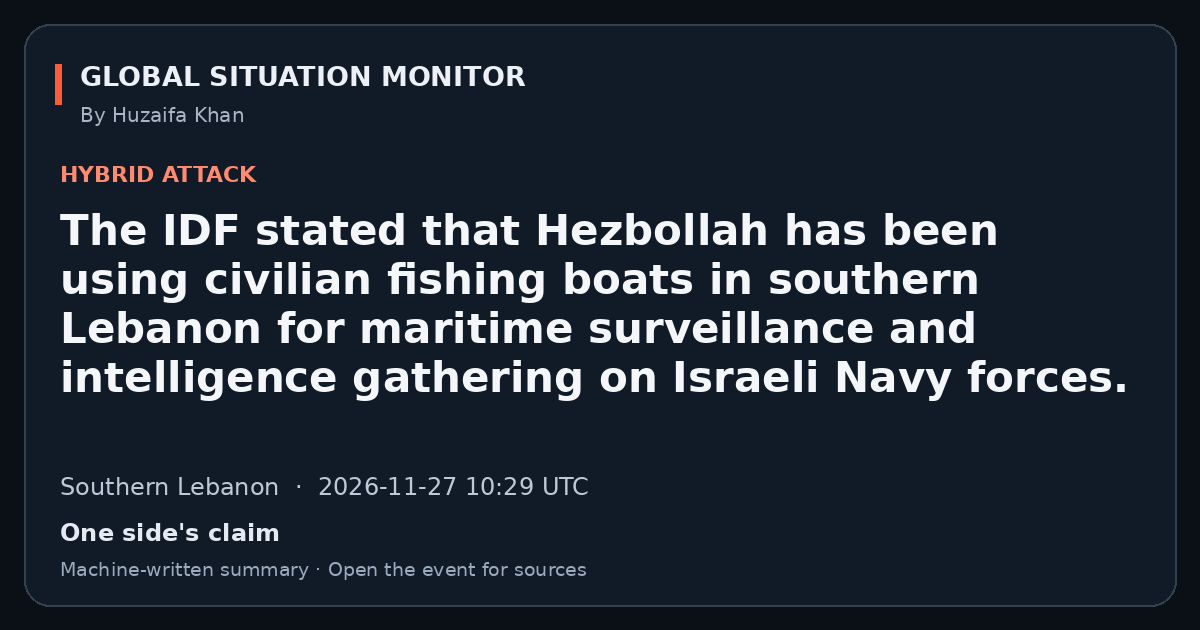 GLOBAL SITUATION MONITOR
By Huzaifa Khan
HYBRID ATTACK
The IDF stated that Hezbollah has been
using civilian fishing boats in southern
Lebanon for maritime surveillance and
intelligence gathering on Israeli Navy forces.
Southern Lebanon · 2026-11-27 10:29 UTC
One side's claim
Machine-written summary · Open the event for sources